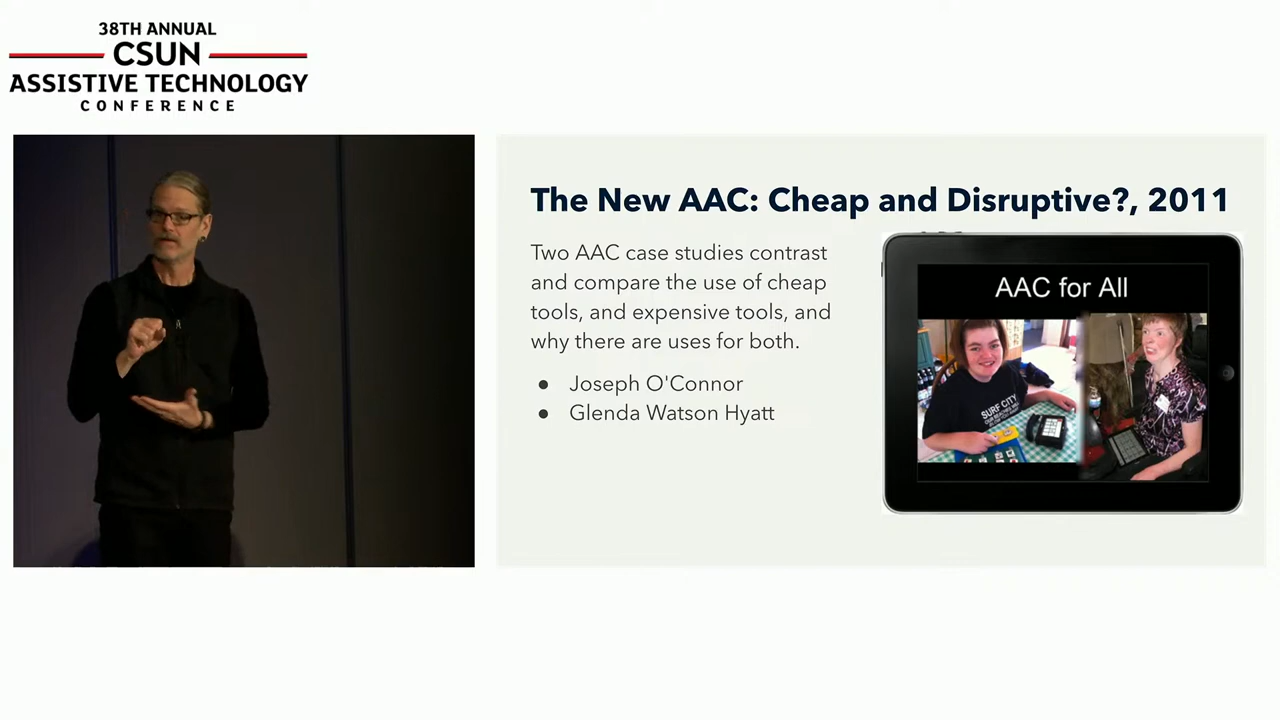 38TH ANNUAL
CSUN
ASSISTIVE TECHNOLOGY
CONFERENCE
The New AAC: Cheap and Disruptive?, 2011
Two AAC case studies contrast
and compare the use of cheap
tools, and expensive tools, and
why there are uses for both.
● Joseph O'Connor
● Glenda Watson Hyatt
AAC for All
SURF CITY